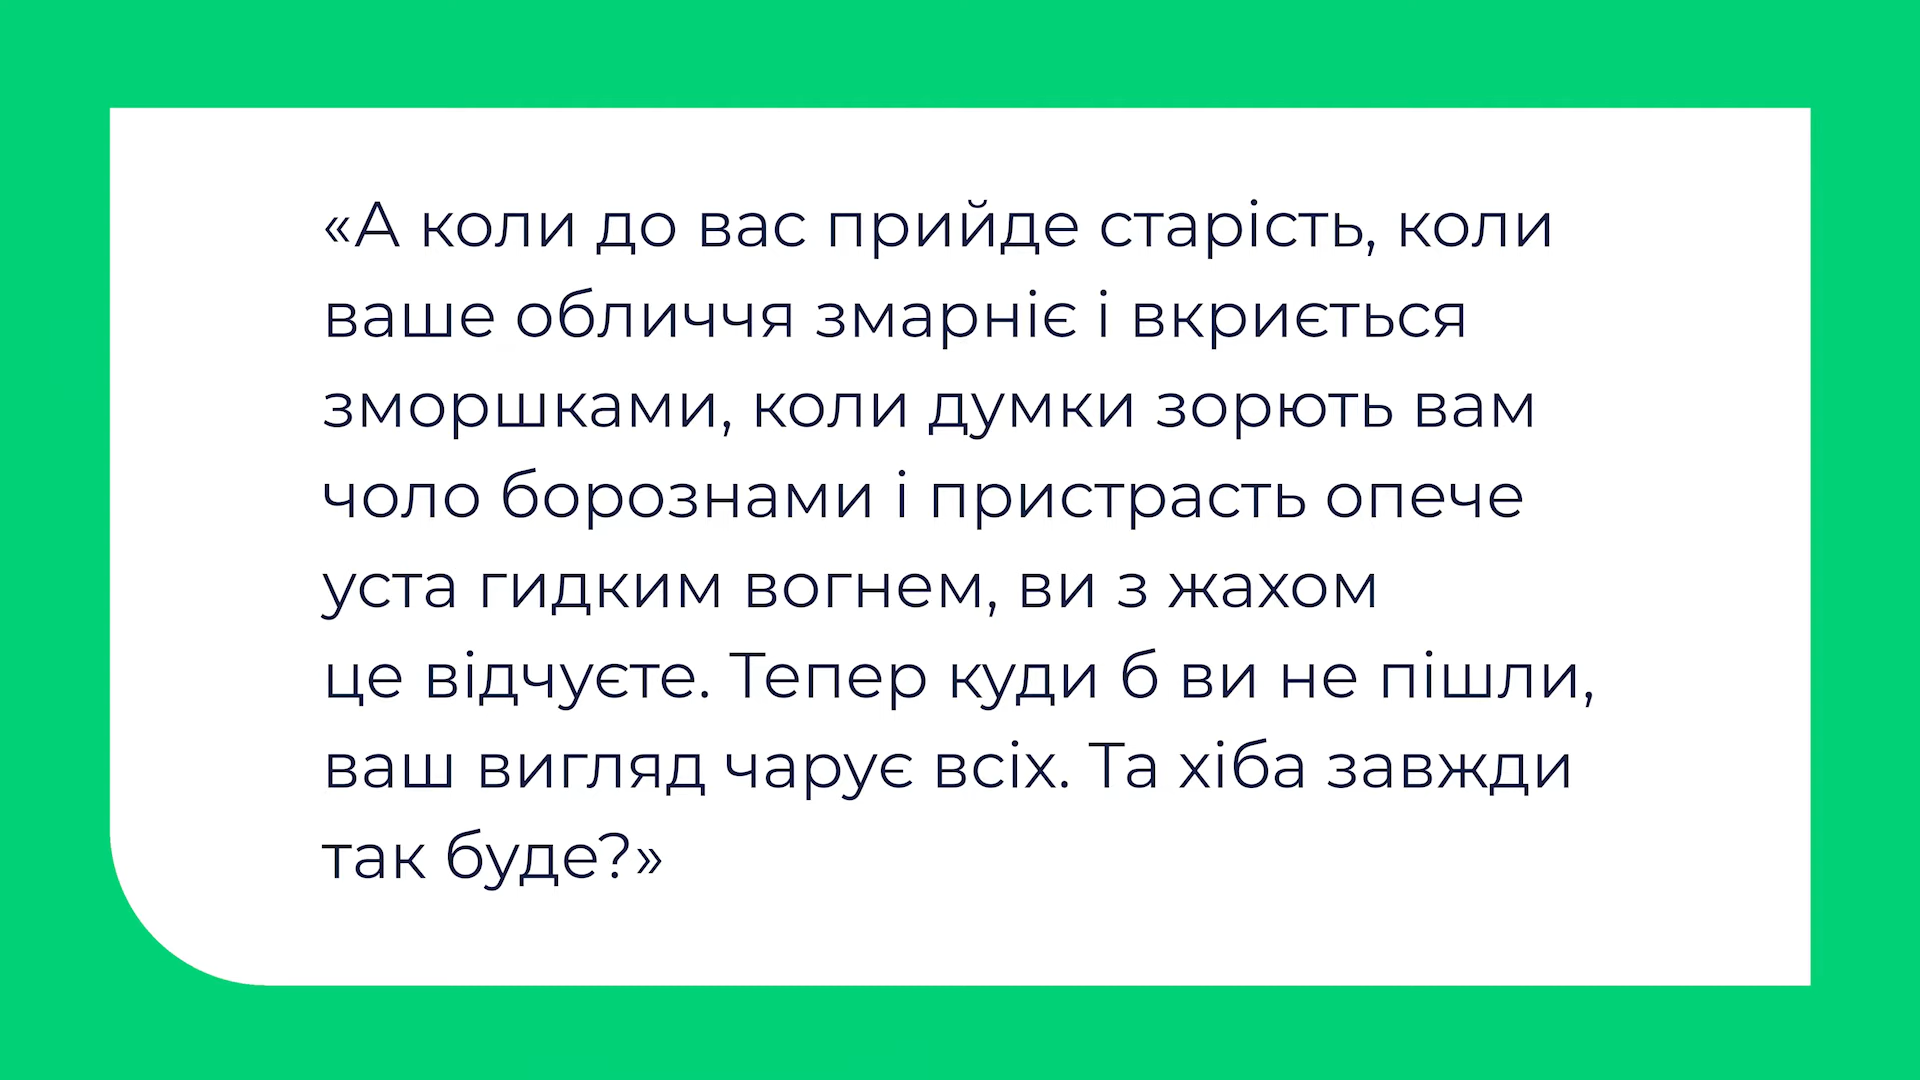 «А коли до вас прийде старість, коли
ваше обличчя змарніє і вкриється
зморшками, коли думки зорють вам
чоло борознами і пристрасть опече
уста гидким вогнем, ви з жахом
це відчуєте. Тепер куди б ви не пішли,
ваш вигляд чарує всіх. Та хіба завжди
так буде?»